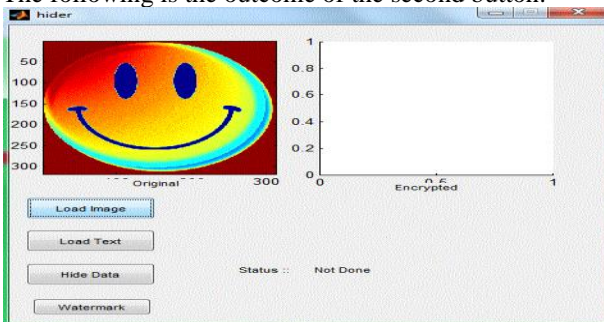 The following is the outcome of the second button.
hider
50
100
150
200
250
300
300
Original
1
0.8
0.6
0.4
0.2
0
0
1
Encrypted
Load Image
Load Text
Hide Data
Status :: Not Done
Watermark